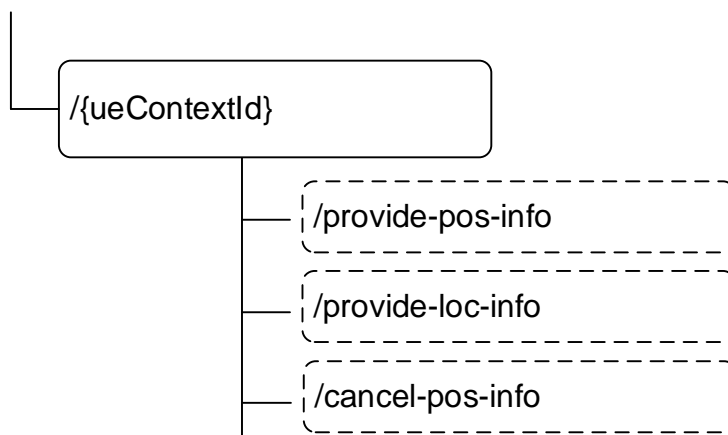 /{ueContextId}
/provide-pos-info
/provide-loc-info
/cancel-pos-info